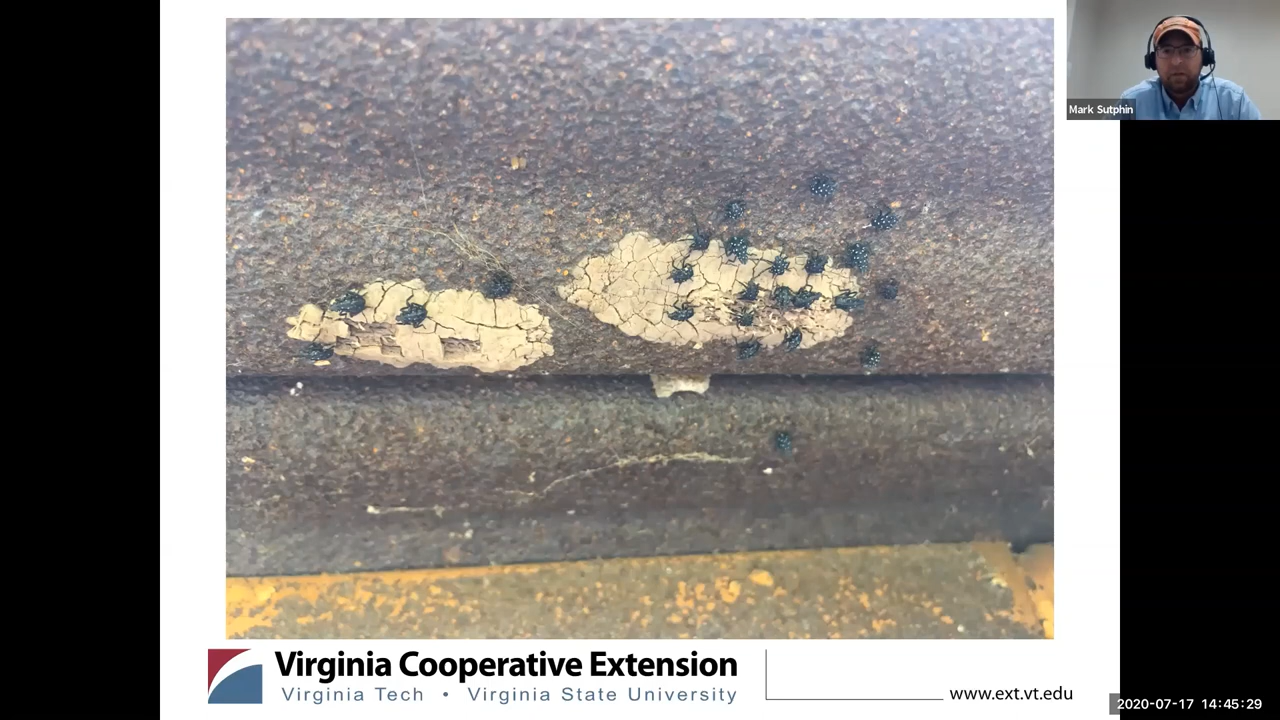 Mark Sutphin
Virginia Cooperative Extension
Virginia Tech • Virginia State University
www.ext.vt.edu
2020-07-17 14:45:29